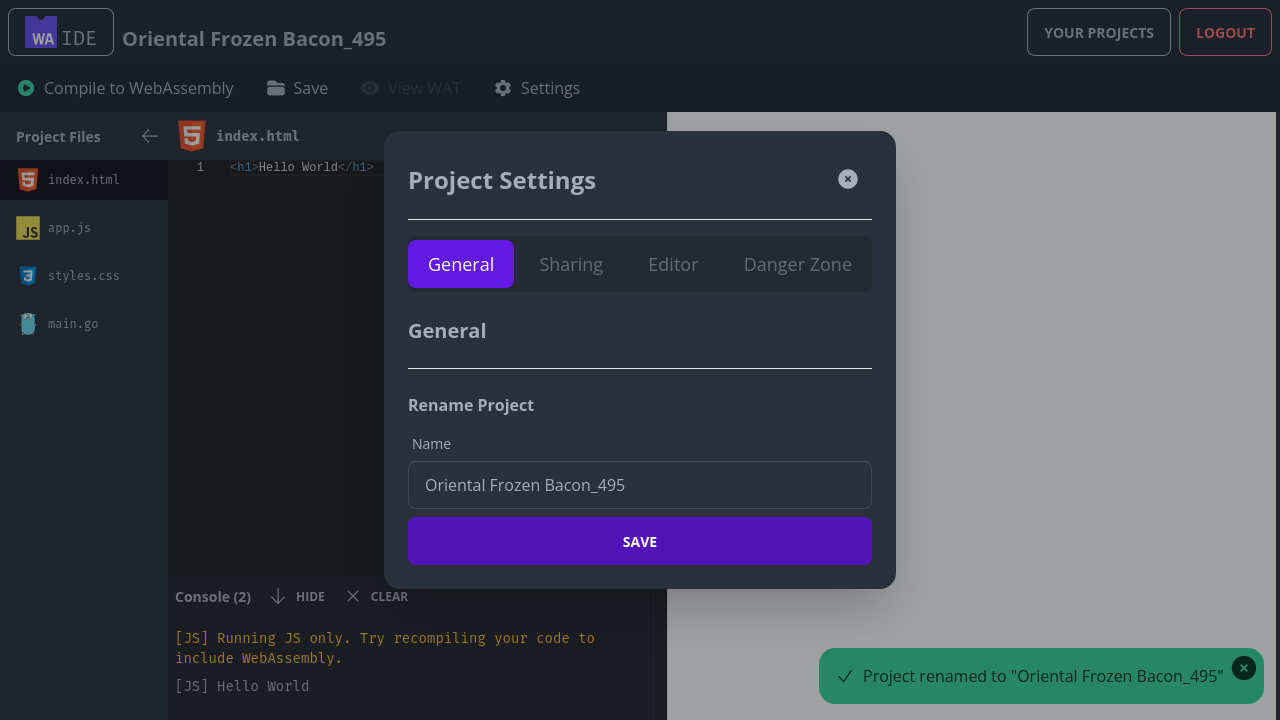 WA IDE
Oriental Frozen Bacon_495
YOUR PROJECTS
LOGOUT
Compile to WebAssembly
Save
View WAT
Settings
Project Files
index.html
index.html
app.js
styles.css
main.go
1 <h1>Hello World</h1>
Project Settings
General
Sharing
Editor
Danger Zone
General
Rename Project
Name
Oriental Frozen Bacon_495
SAVE
Console (2)
HIDE
CLEAR
[JS] Running JS only. Try recompiling your code to
include WebAssembly.
[JS] Hello World
Project renamed to "Oriental Frozen Bacon_495"